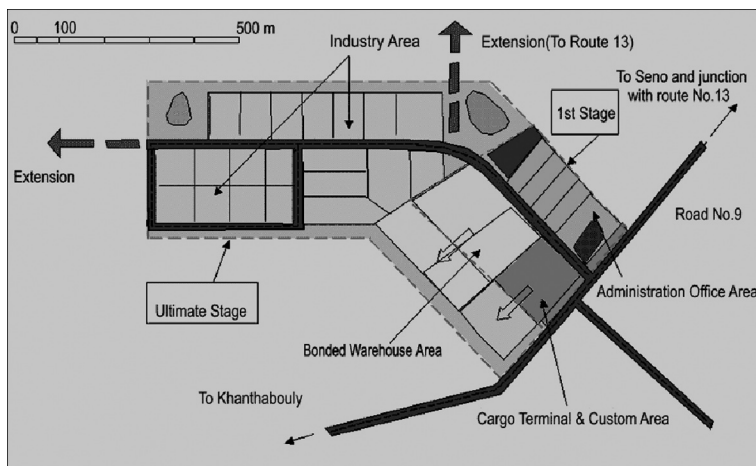 0 100 500 m
Industry Area
Extension(To Route 13)
To Seno and junction
with route No.13
1st Stage
Extension
Road No.9
Ultimate Stage
Administration Office Area
Bonded Warehouse Area
To Khanthabouly
Cargo Terminal & Custom Area